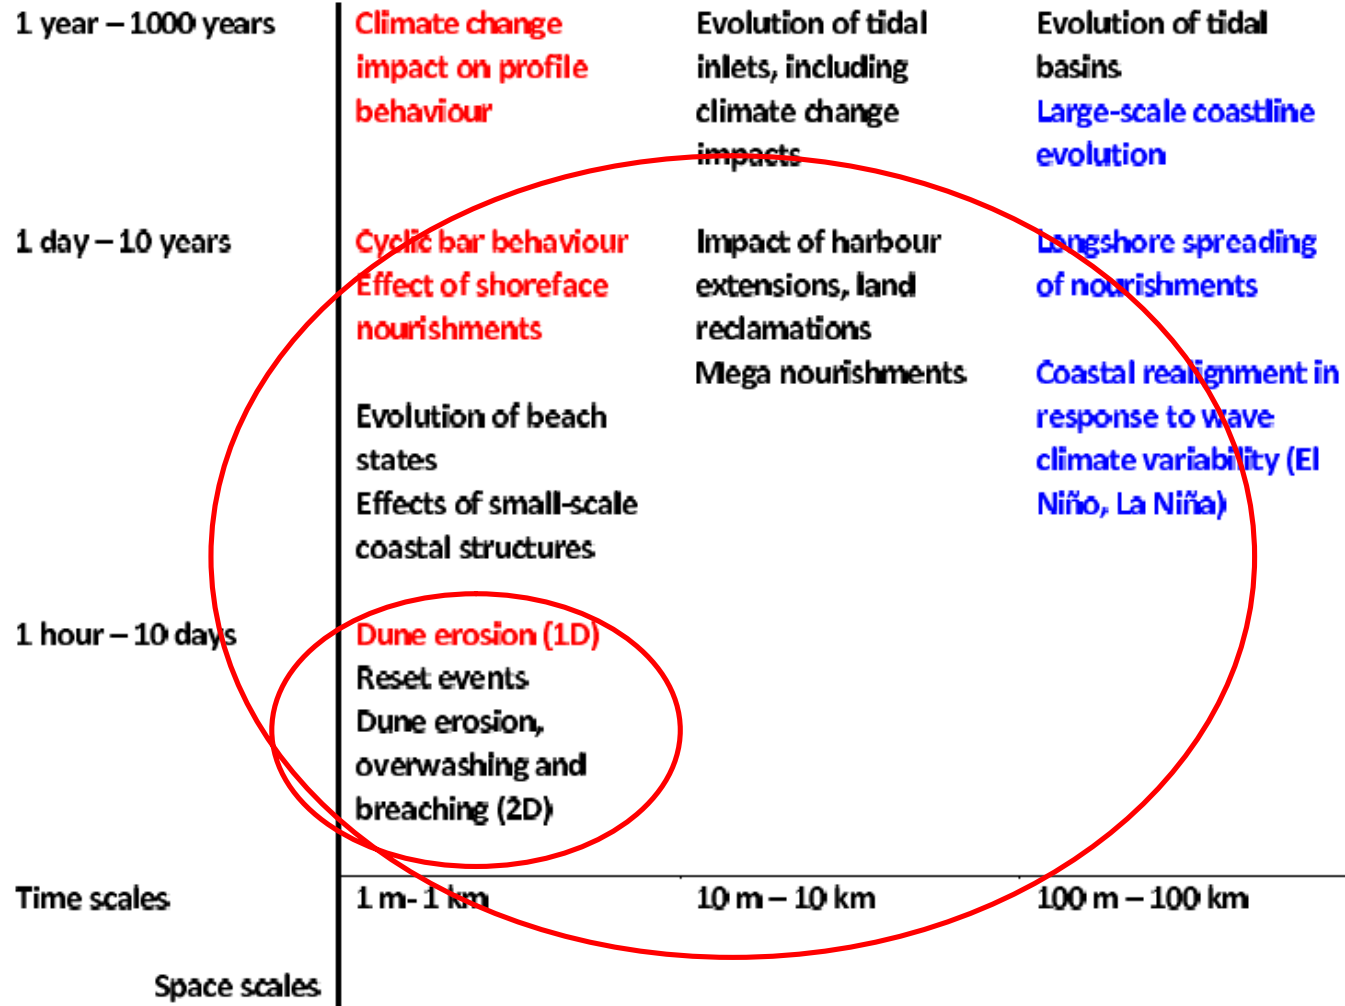 1 year – 1000 years
Climate change
impact on profile
behaviour
Evolution of tidal
inlets, including
climate change
impacts
Evolution of tidal
basins
Large-scale coastline
evolution
1 day – 10 years
Cyclic bar behaviour
Effect of shoreface
nourishments
Evolution of beach
states
Effects of small-scale
coastal structures
Impact of harbour
extensions, land
reclamations
Mega nourishments
Longshore spreading
of nourishments
Coastal realignment in
response to wave
climate variability (El
Niño, La Niña)
1 hour – 10 days
Dune erosion (1D)
Reset events
Dune erosion,
overwashing and
breaching (2D)
Time scales
1 m- 1 km
10 m – 10 km
100 m – 100 km
Space scales